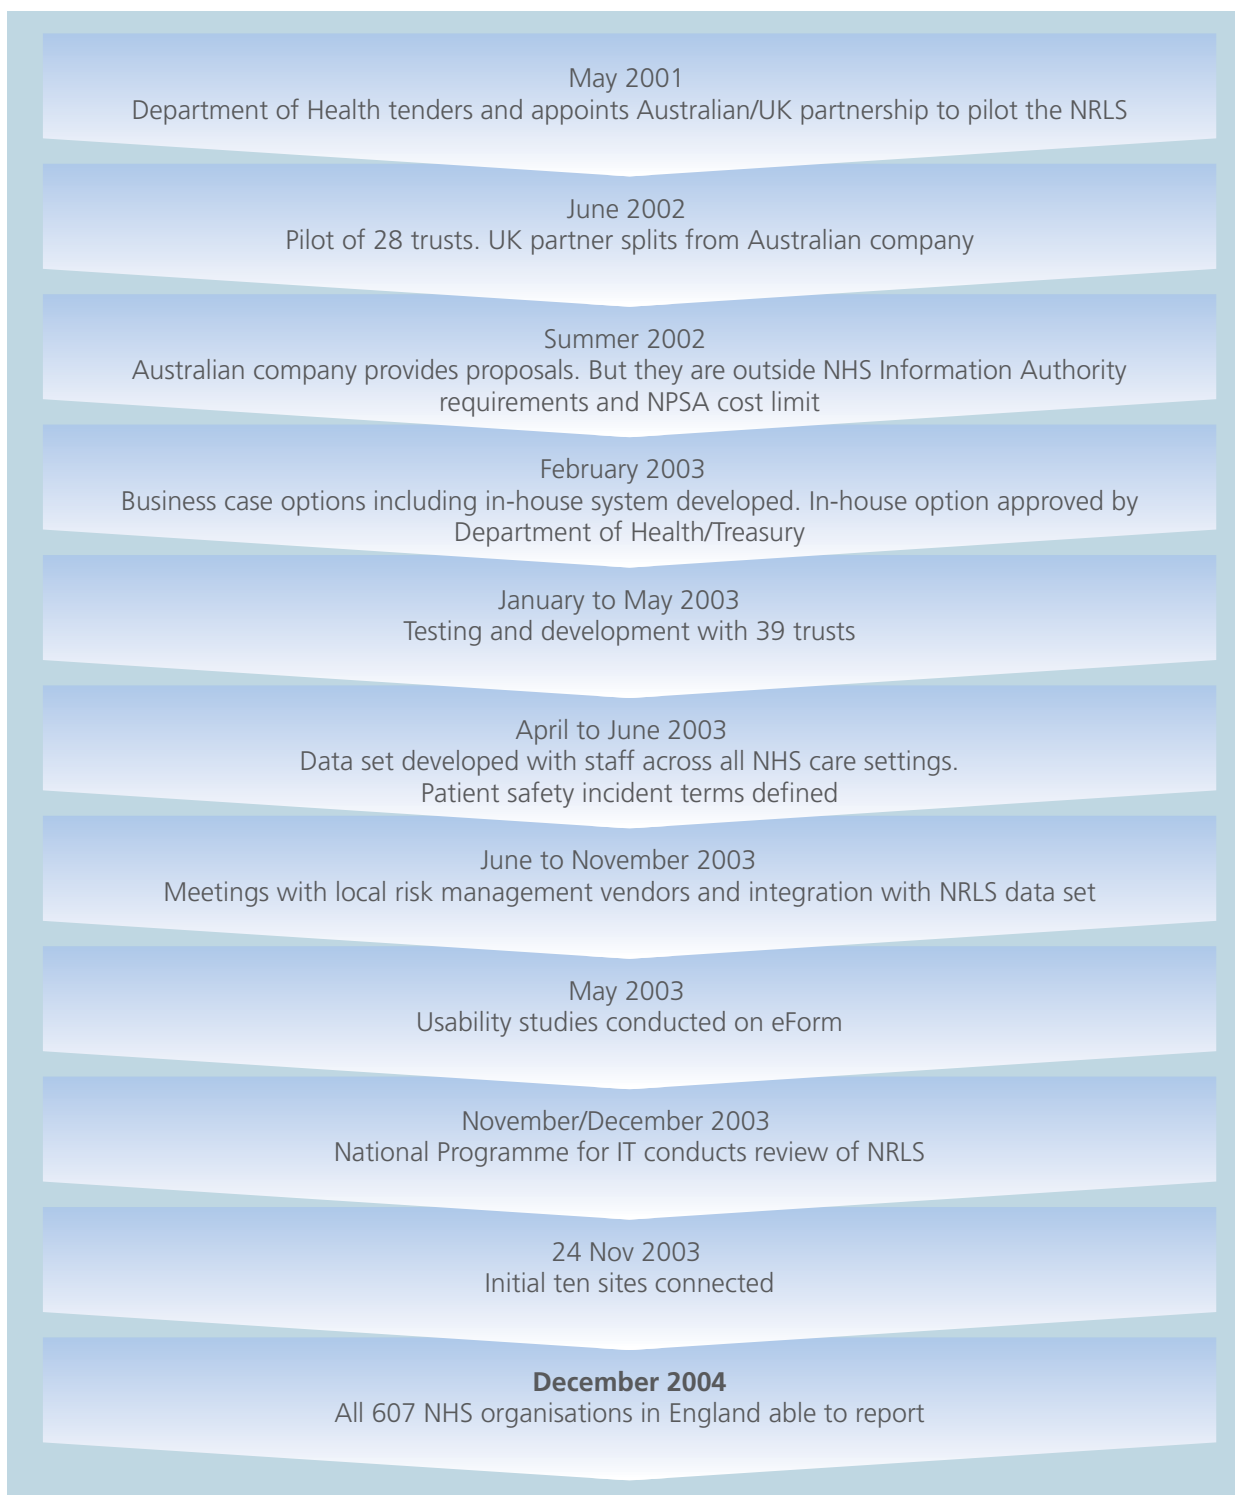 May 2001
Department of Health tenders and appoints Australian/UK partnership to pilot the NRLS
June 2002
Pilot of 28 trusts. UK partner splits from Australian company
Summer 2002
Australian company provides proposals. But they are outside NHS Information Authority
requirements and NPSA cost limit
February 2003
Business case options including in-house system developed. In-house option approved by
Department of Health/Treasury
January to May 2003
Testing and development with 39 trusts
April to June 2003
Data set developed with staff across all NHS care settings.
Patient safety incident terms defined
June to November 2003
Meetings with local risk management vendors and integration with NRLS data set
May 2003
Usability studies conducted on eForm
November/December 2003
National Programme for IT conducts review of NRLS
24 Nov 2003
Initial ten sites connected
December 2004
All 607 NHS organisations in England able to report